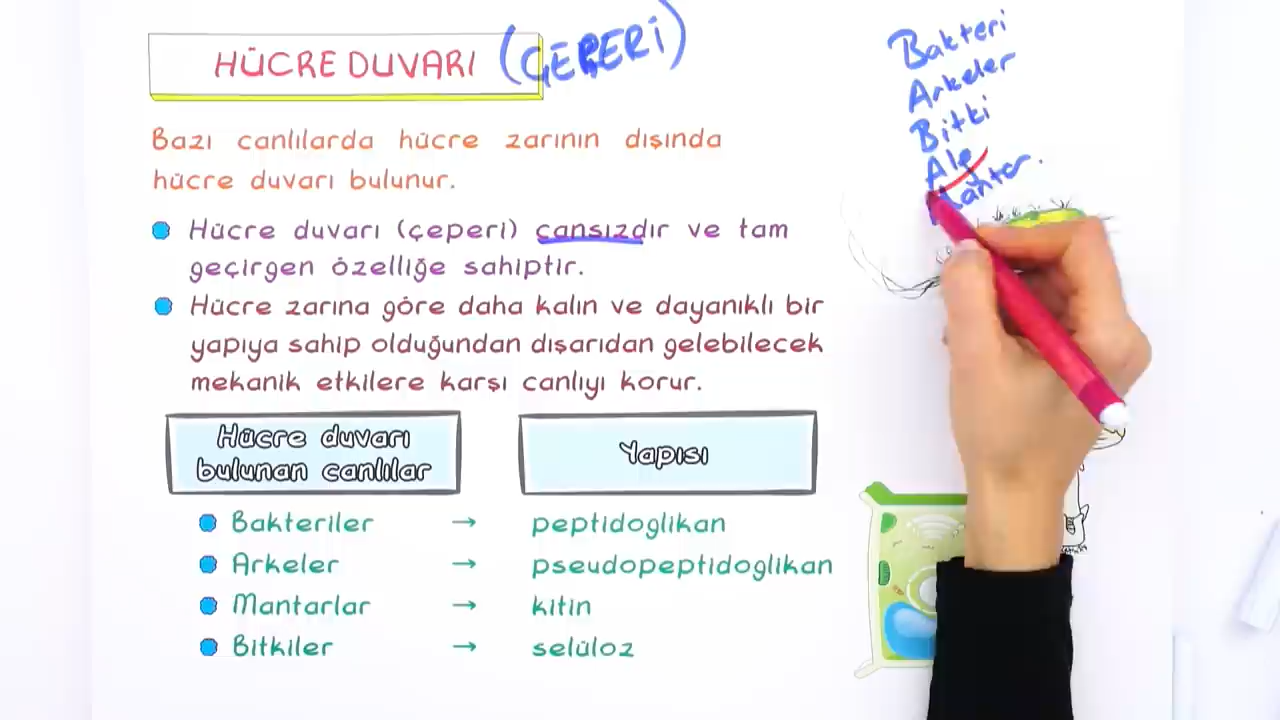 HÜCRE DUVARI (ÇEPERİ)
Bazı canlılarda hücre zarının dışında
hücre duvarı bulunur.
Hücre duvarı (çeperi) cansızdır ve tam
geçirgen özelliğe sahiptir.
Hücre zarına göre daha kalın ve dayanıklı bir
yapıya sahip olduğundan dışarıdan gelebilecek
mekanik etkilere karşı canlıyı korur.
Hücre duvarı
bulunan canlılar
Yapısı
Bakteriler → peptidoglikan
Arkeler → pseudopeptidoglikan
Mantarlar → kitin
Bitkiler → selüloz
Bakteri
Arkeler
Bitki
Alg
Mantar.